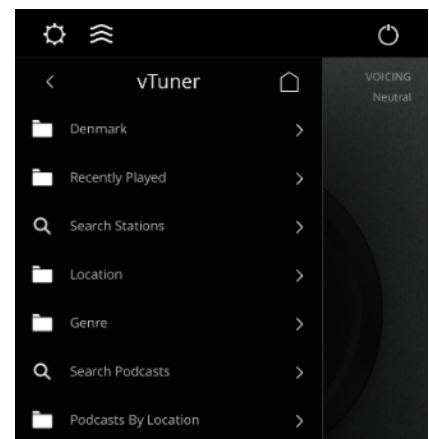 vTuner
VOICING
Neutral
Denmark
Recently Played
Search Stations
Location
Genre
Search Podcasts
Podcasts By Location